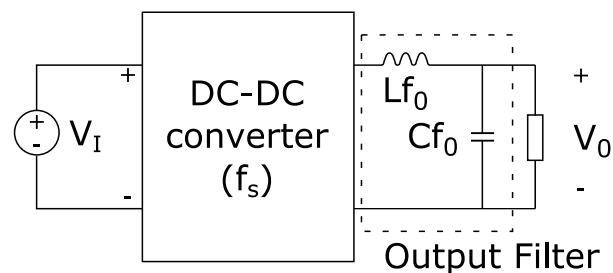 +
-
V_I
+
-
DC-DC
converter
(f_s)
Lf_0
Cf_0
+
V_0
-
Output Filter